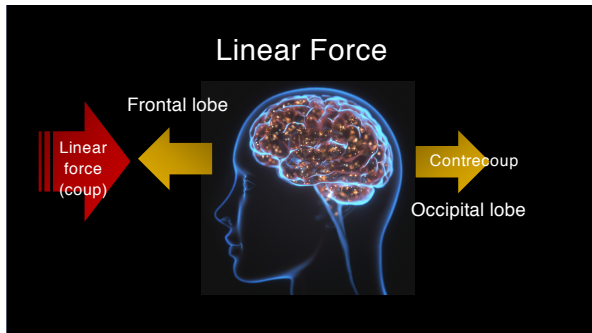 Linear Force
Frontal lobe
Linear
force
(coup)
Contrecoup
Occipital lobe